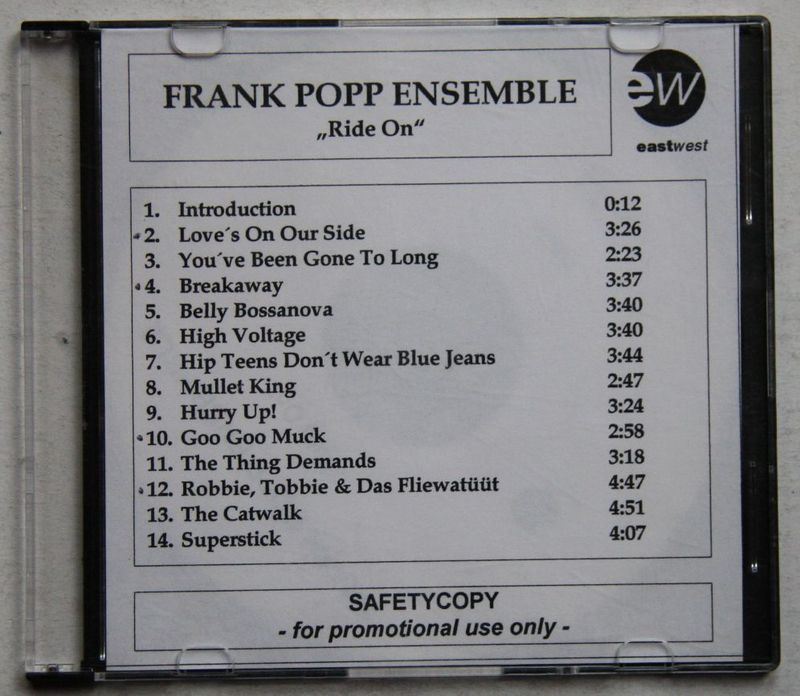 FRANK POPP ENSEMBLE
„Ride On“
ew
eastwest
1. Introduction 0:12
2. Love´s On Our Side 3:26
3. You´ve Been Gone To Long 2:23
4. Breakaway 3:37
5. Belly Bossanova 3:40
6. High Voltage 3:40
7. Hip Teens Don´t Wear Blue Jeans 3:44
8. Mullet King 2:47
9. Hurry Up! 3:24
10. Goo Goo Muck 2:58
11. The Thing Demands 3:18
12. Robbie, Tobbie & Das Fliewatüüt 4:47
13. The Catwalk 4:51
14. Superstick 4:07
SAFETYCOPY
- for promotional use only -